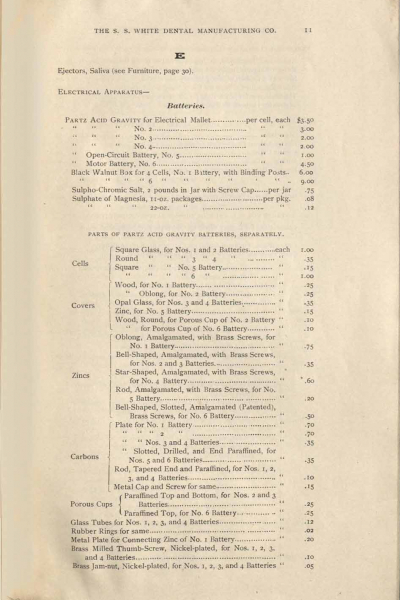 THE S. S. WHITE DENTAL MANUFACTURING CO. 11
E
Ejectors, Saliva (see Furniture, page 30).
ELECTRICAL APPARATUS—
Batteries.
PARTZ ACID GRAVITY for Electrical Mallet..............per cell, each $3.50
" " " No. 2........................................ " " 3.00
" " " No. 3........................................ " " 2.00
" " " No. 4........................................ " " 2.00
" Open-circuit Battery, No. 5........................ " " 1.00
" Motor Battery, No. 6................................ " " 4.50
Black Walnut Box for 4 Cells, No. 1 Battery, with Binding Posts.. 6.00
" " " " 6 " " " " " " .. 9.00
Sulpho-Chromic Salt, 2 pounds in Jar with Screw Cap......per jar .75
Sulphate of Magnesia, 11-oz. packages..........................per pkg. .08
" " " 22-oz. " .......................... " .12
PARTS OF PARTZ ACID GRAVITY BATTERIES, SEPARATELY.
Cells
Square Glass, for Nos. 1 and 2 Batteries...........each 1.00
Round " " " 3 " 4 " ........... " .35
Square " " No. 5 Battery........................ " .15
" " " " 6 " ........................ " 1.00
Covers
Wood, for No. 1 Battery................................ " .25
" Oblong, for No. 2 Battery...................... " .25
Opal Glass, for Nos. 3 and 4 Batteries............ " .35
Zinc, for No. 5 Battery.................................. " .15
Wood, Round, for Porous Cup of No. 2 Battery " .10
" for Porous Cup of No. 6 Battery........... " .10
Zincs
Oblong, Amalgamated, with Brass Screws, for
No. 1 Battery.......................................... " .75
Bell-Shaped, Amalgamated, with Brass Screws,
for Nos. 2 and 3 Batteries........................ " .35
Star-Shaped, Amalgamated, with Brass Screws,
for No. 4 Battery.................................... " .60
Rod, Amalgamated, with Brass Screws, for No.
5 Battery................................................ " .20
Bell-Shaped, Slotted, Amalgamated (Patented),
Brass Screws, for No. 6 Battery................ " .50
Carbons
Plate for No. 1 Battery.................................. " .70
" " " 2 " .................................. " .70
" " Nos. 3 and 4 Batteries.......................... " .35
" Slotted, Drilled, and End Paraffined, for
Nos. 5 and 6 Batteries............................ " .35
Rod, Tapered End and Paraffined, for Nos. 1, 2,
3, and 4 Batteries.................................... " .10
Metal Cap and Screw for same........................ " .15
Porous Cups
Paraffined Top and Bottom, for Nos. 2 and 3
Batteries................................................ " .25
Paraffined Top, for No. 6 Battery.................. " .25
Glass Tubes for Nos. 1, 2, 3, and 4 Batteries.................... " .12
Rubber Rings for same.................................................. " .02
Metal Plate for Connecting Zinc of No. 1 Battery.............. " .20
Brass Milled Thumb-Screw, Nickel-plated, for Nos. 1, 2, 3,
and 4 Batteries........................................................ " .10
Brass Jam-nut, Nickel-plated, for Nos. 1, 2, 3, and 4 Batteries " .05